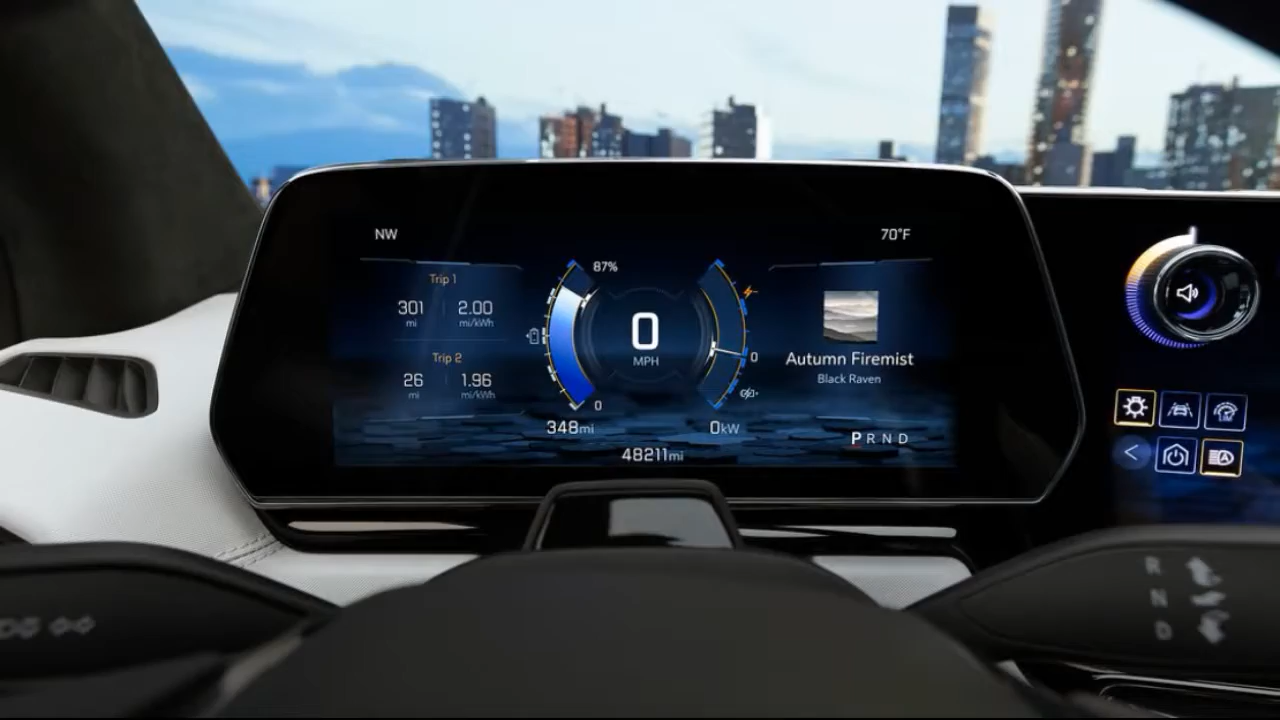 NW
70°F
Trip 1
301 mi
2.00 mi/kWh
Trip 2
26 mi
1.96 mi/kWh
87%
0
348mi
0
MPH
0
0kW
48211mi
Autumn Firemist
Black Raven
P R N D
LIM
A
R
N
D